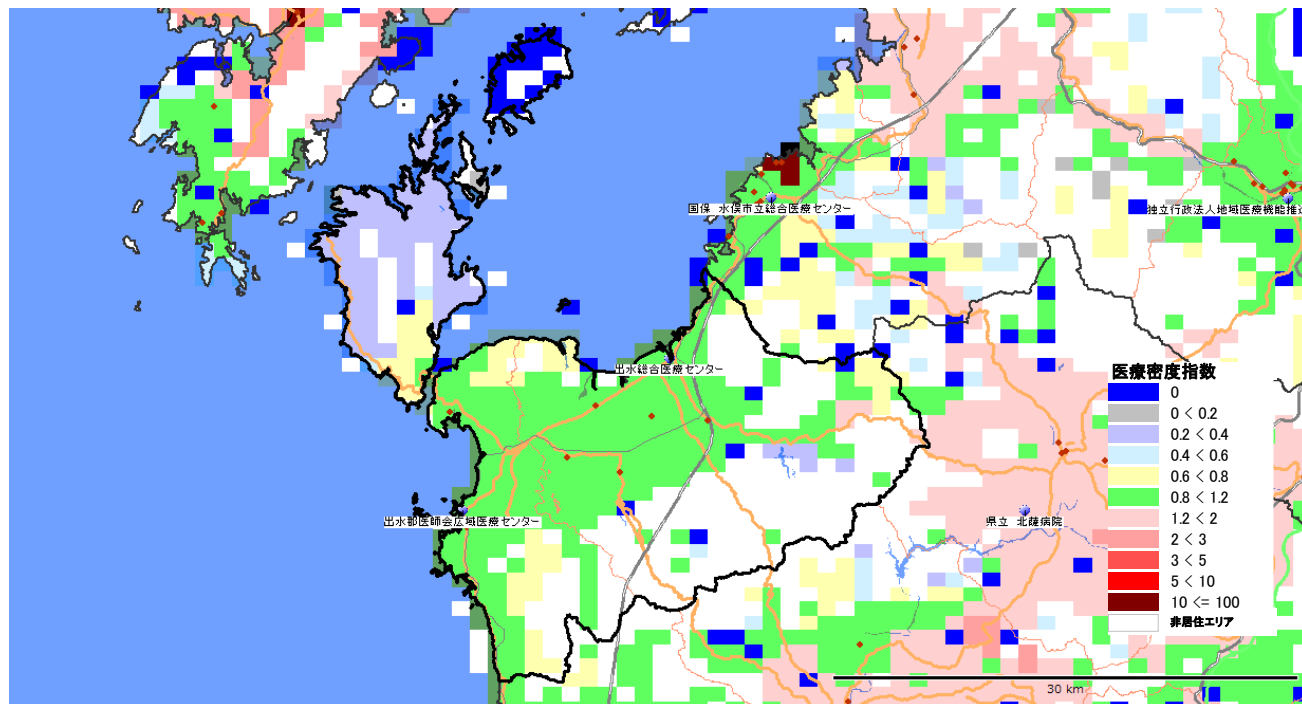 国保 水俣市立総合医療センター
独立行政法人地域医療機能推進
出水総合医療センター
出水郡医師会広域医療センター
県立 北薩病院
医療密度指数
0
0 < 0.2
0.2 < 0.4
0.4 < 0.6
0.6 < 0.8
0.8 < 1.2
1.2 < 2
2 < 3
3 < 5
5 < 10
10 <= 100
非居住エリア
30 km